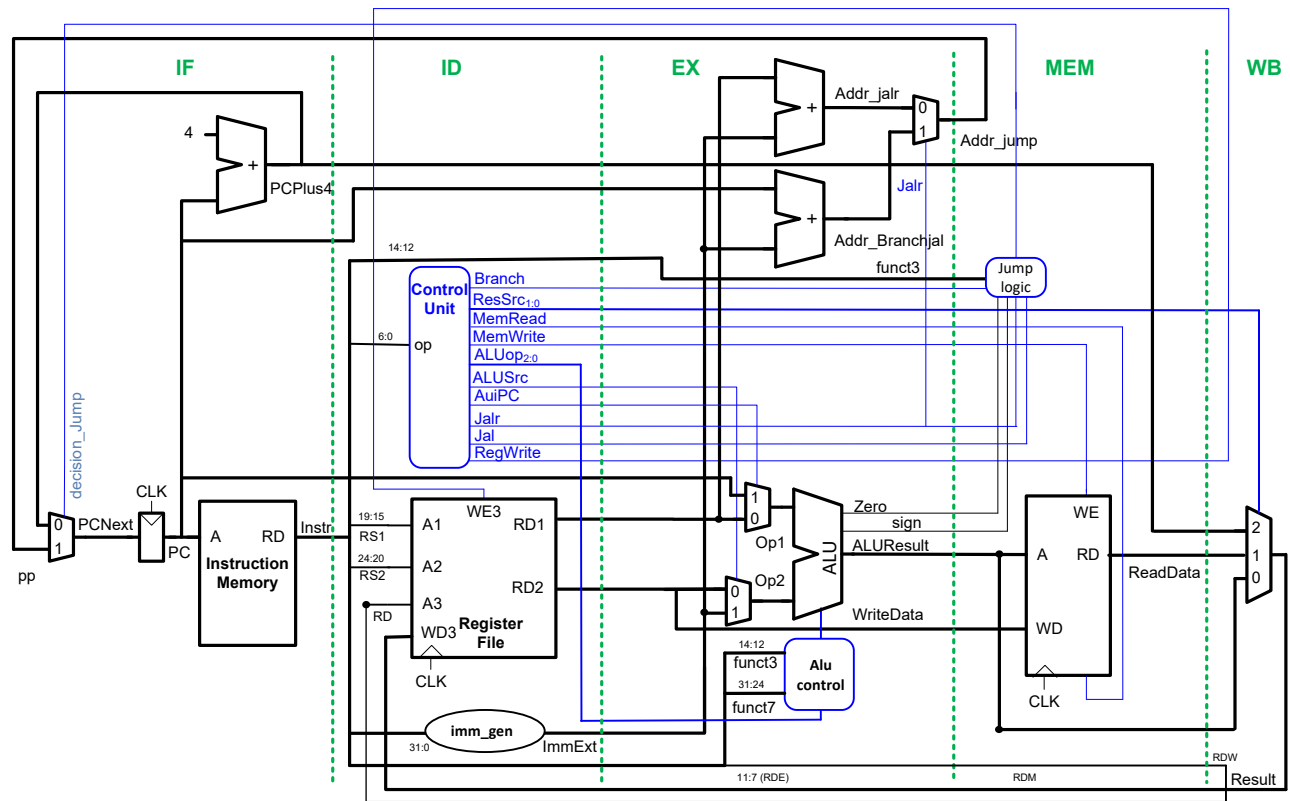 IF
ID
EX
MEM
WB
4
+
PCPlus4
+
Addr_jalr
0
1
Addr_jump
Jalr
+
Addr_Branchjal
14:12
funct3
Jump
logic
Control
Unit
6:0
op
Branch
ResSrc1:0
MemRead
MemWrite
ALUop2:0
ALUSrc
AuiPC
Jalr
Jal
RegWrite
decision_Jump
0
1
pp
PCNext
CLK
PC
A
RD
Instruction
Memory
Instr
19:15
RS1
24:20
RS2
RD
A1
A2
A3
WD3
WE3
RD1
RD2
Register
File
CLK
1
0
Op1
0
1
Op2
ALU
Zero
sign
ALUResult
WriteData
14:12
funct3
31:24
funct7
Alu
control
WE
A
RD
WD
CLK
ReadData
2
1
0
imm_gen
31:0
ImmExt
11:7 (RDE)
RDM
RDW
Result